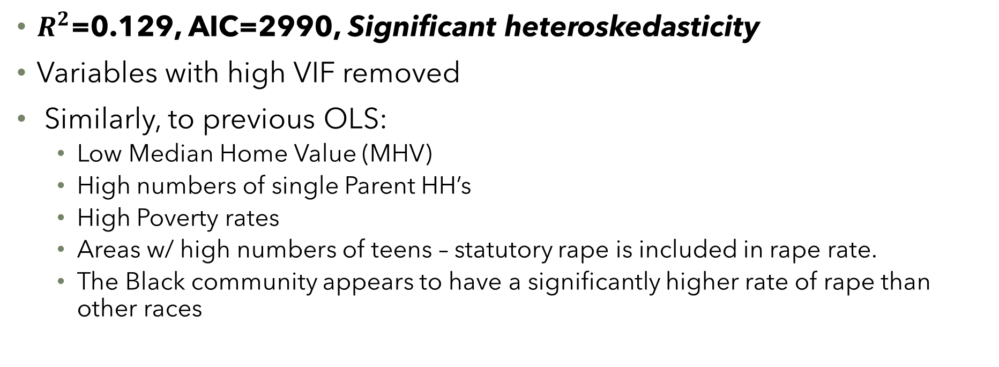 • R²=0.129, AIC=2990, Significant heteroskedasticity
• Variables with high VIF removed
• Similarly, to previous OLS:
• Low Median Home Value (MHV)
• High numbers of single Parent HH’s
• High Poverty rates
• Areas w/ high numbers of teens – statutory rape is included in rape rate.
• The Black community appears to have a significantly higher rate of rape than
other races